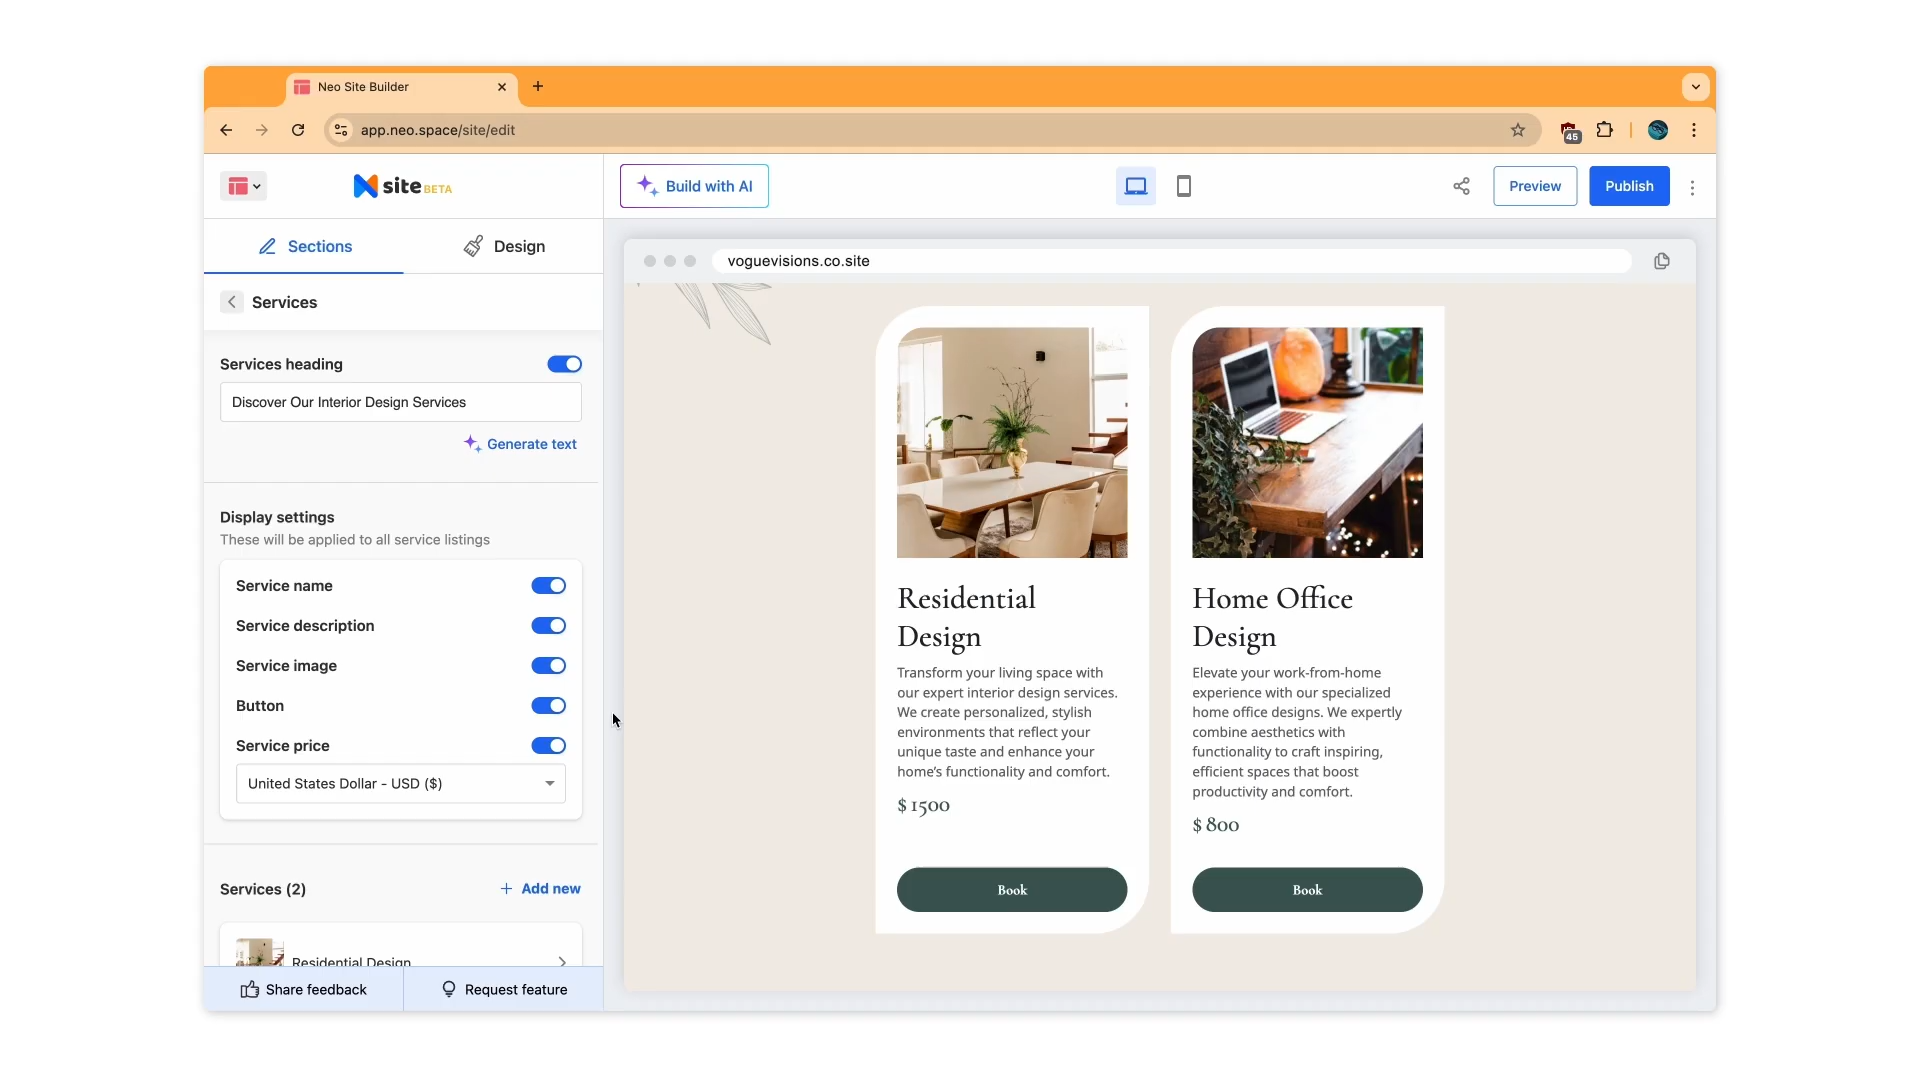 Neo Site Builder
app.neo.space/site/edit
45
site BETA
Build with AI
Preview
Publish
Sections
Design
voguevisions.co.site
Services
Services heading
Discover Our Interior Design Services
Generate text
Display settings
These will be applied to all service listings
Service name
Service description
Service image
Button
Service price
United States Dollar - USD ($)
Services (2)
Add new
Residential Design
Share feedback
Request feature
Residential
Design
Transform your living space with
our expert interior design services.
We create personalized, stylish
environments that reflect your
unique taste and enhance your
home’s functionality and comfort.
$ 1500
Book
Home Office
Design
Elevate your work-from-home
experience with our specialized
home office designs. We expertly
combine aesthetics with
functionality to craft inspiring,
efficient spaces that boost
productivity and comfort.
$ 800
Book